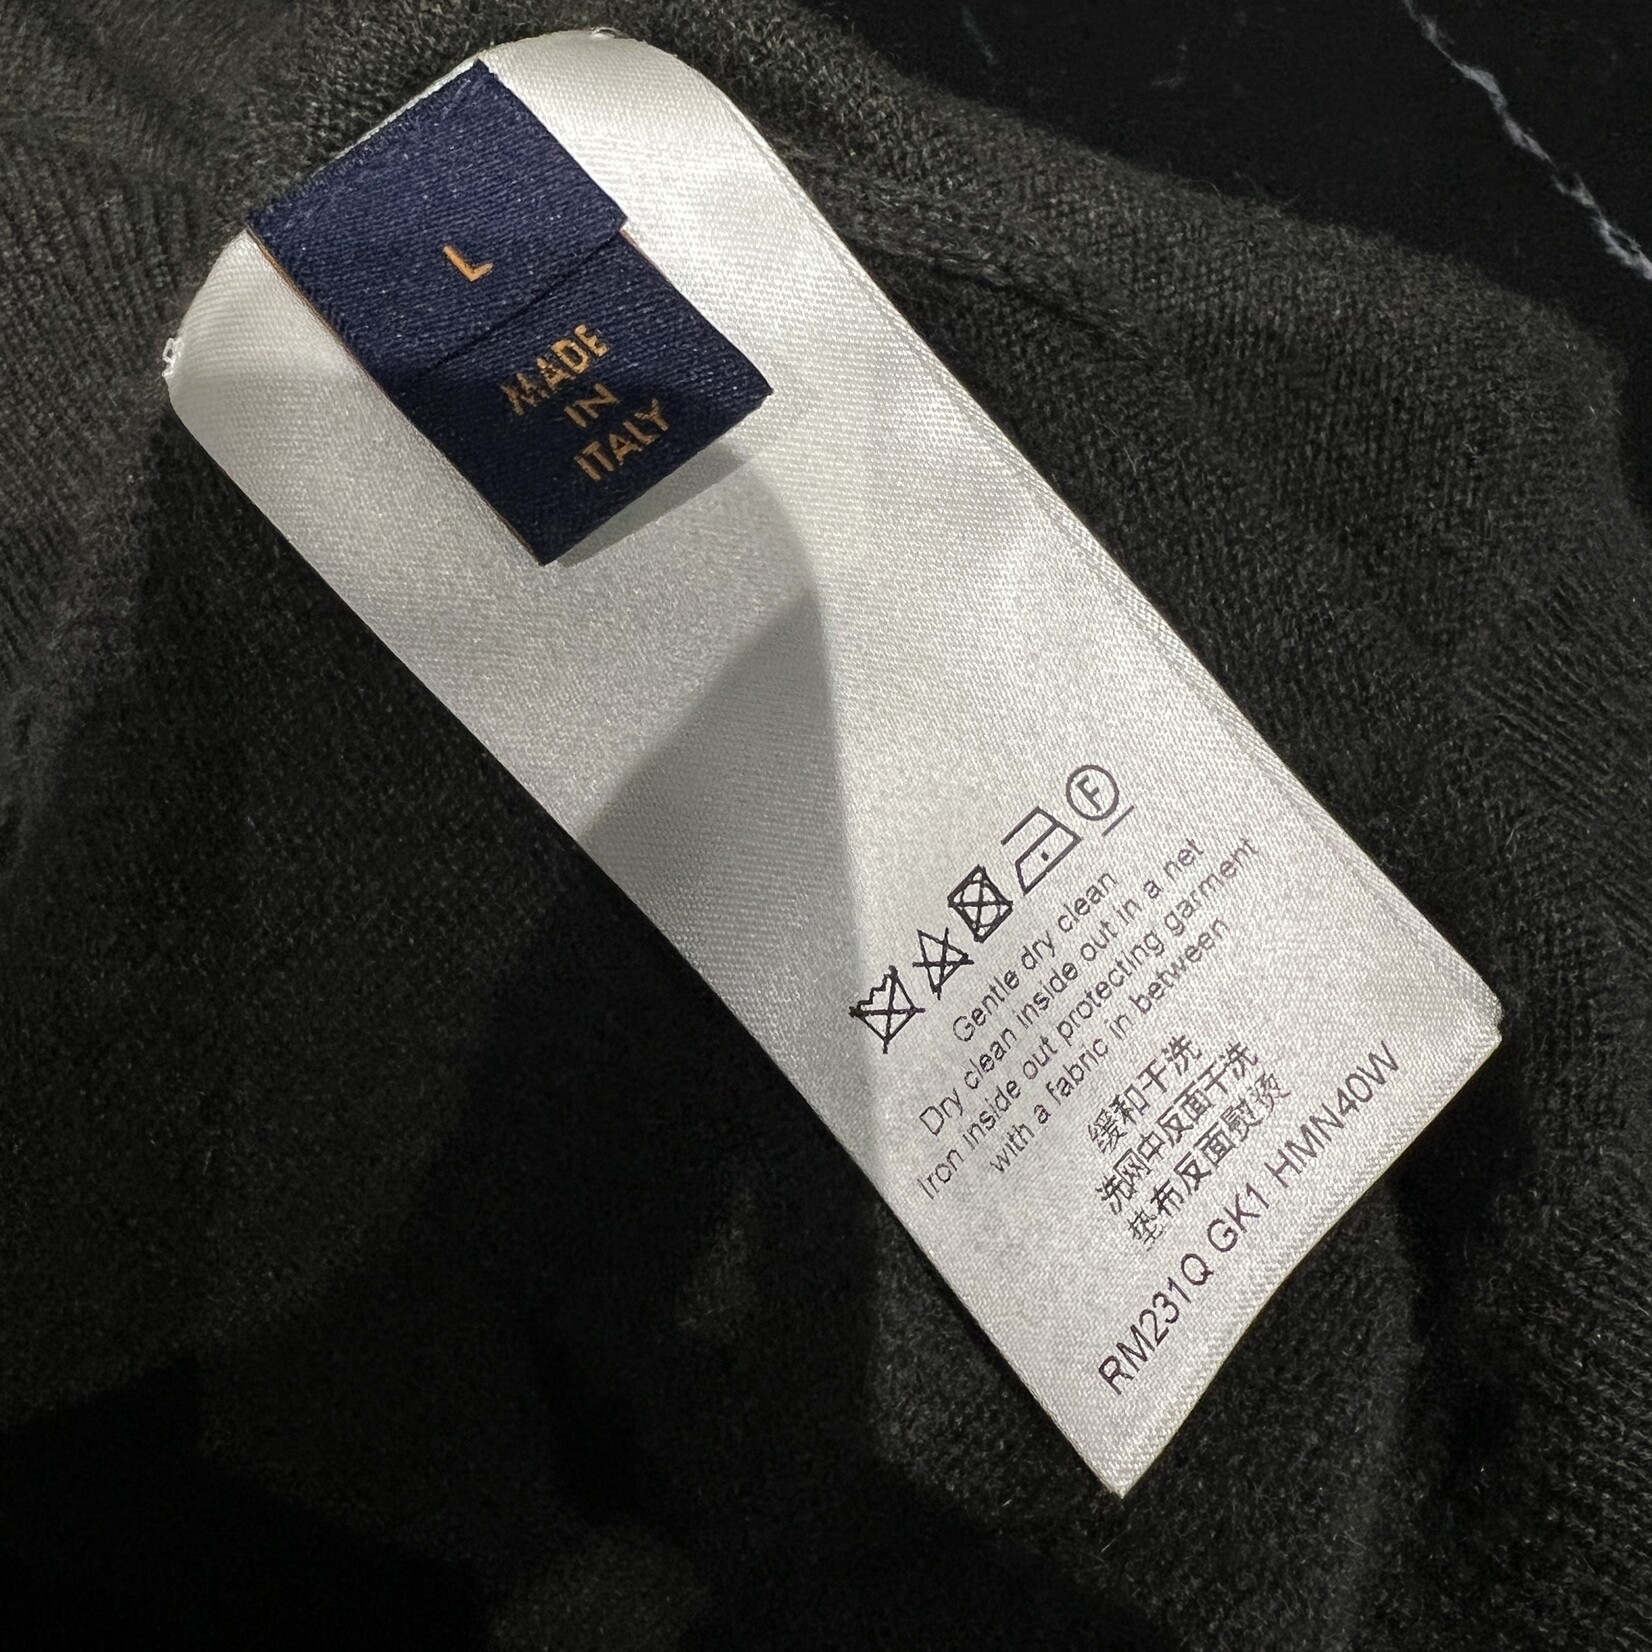 L
MADE
IN
ITALY
F
Gentle dry clean
Dry clean inside out in a net
Iron inside out protecting garment
with a fabric in between
缓和干洗
洗网中反面干洗
垫布反面熨烫
RM231Q GK1 HMN40W